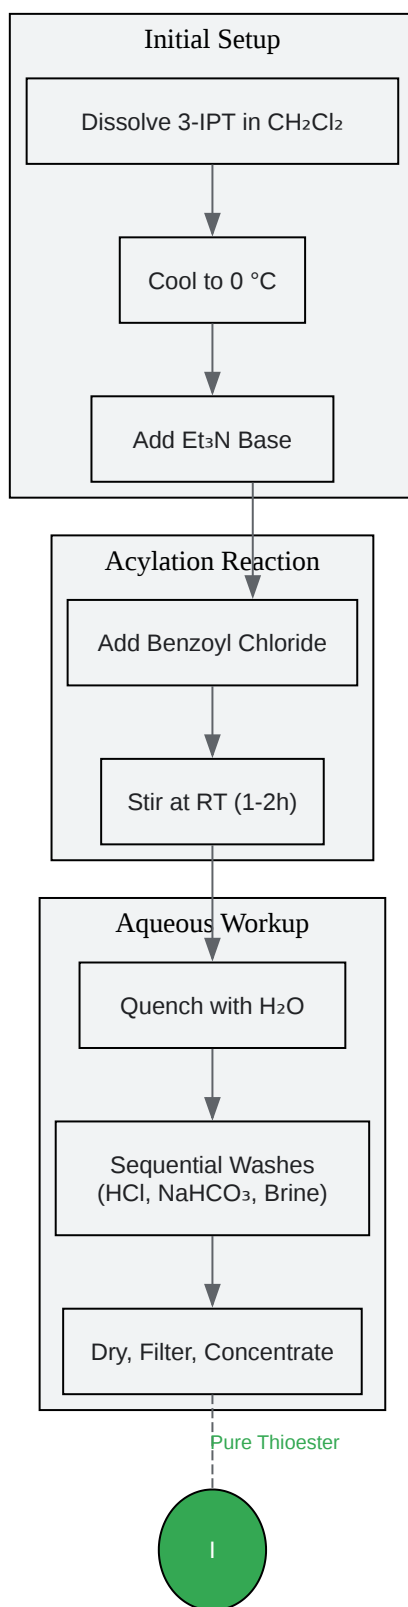 Initial Setup
Dissolve 3-IPT in CH₂Cl₂
Cool to 0 °C
Add Et₃N Base
Acylation Reaction
Add Benzoyl Chloride
Stir at RT (1-2h)
Aqueous Workup
Quench with H₂O
Sequential Washes
(HCl, NaHCO₃, Brine)
Dry, Filter, Concentrate
Pure Thioester
I